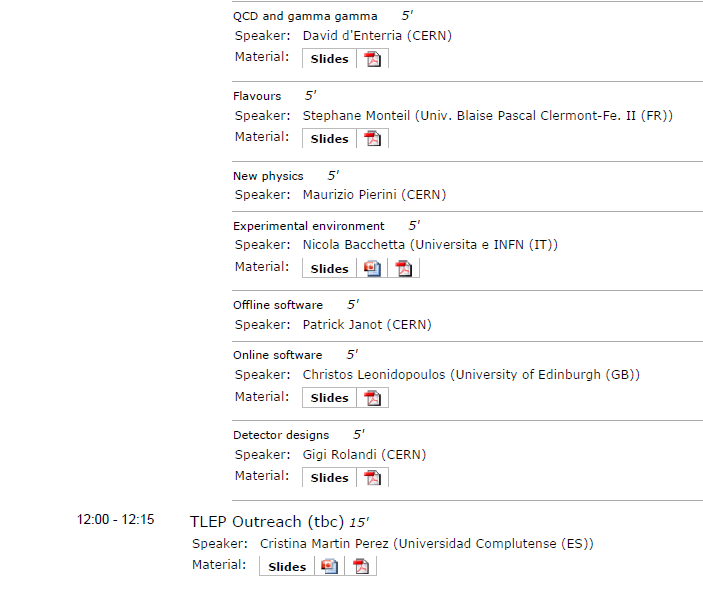 QCD and gamma gamma 5'
Speaker: David d'Enterria (CERN)
Material: Slides
Flavours 5'
Speaker: Stephane Monteil (Univ. Blaise Pascal Clermont-Fe. II (FR))
Material: Slides
New physics 5'
Speaker: Maurizio Pierini (CERN)
Experimental environment 5'
Speaker: Nicola Bacchetta (Universita e INFN (IT))
Material: Slides
Offline software 5'
Speaker: Patrick Janot (CERN)
Online software 5'
Speaker: Christos Leonidopoulos (University of Edinburgh (GB))
Material: Slides
Detector designs 5'
Speaker: Gigi Rolandi (CERN)
Material: Slides
12:00 - 12:15 TLEP Outreach (tbc) 15'
Speaker: Cristina Martin Perez (Universidad Complutense (ES))
Material: Slides